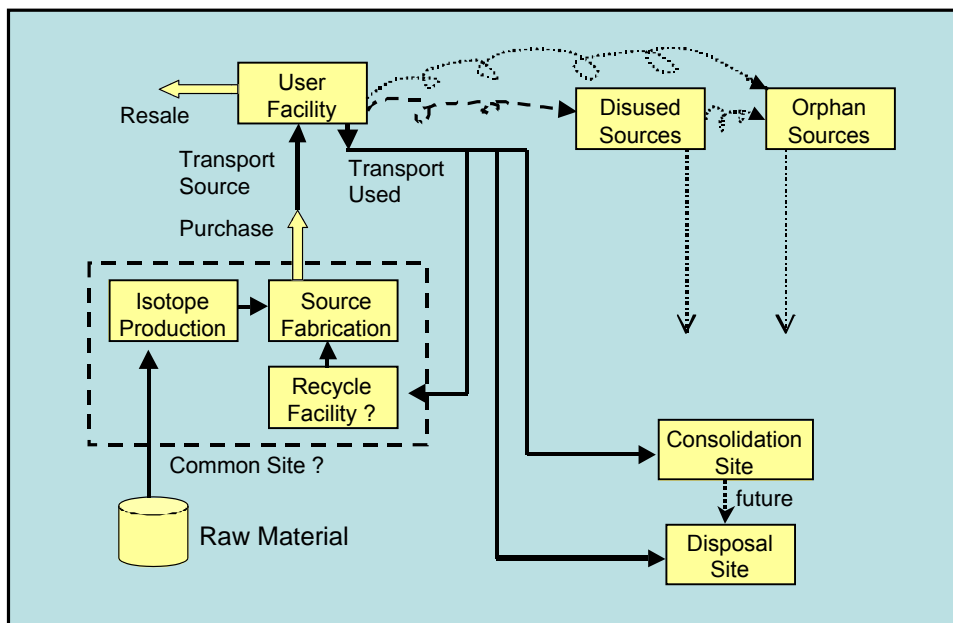 User
Facility
Resale
Disused
Sources
Orphan
Sources
Transport
Source
Transport
Used
Purchase
Isotope
Production
Source
Fabrication
Recycle
Facility ?
Common Site ?
Consolidation
Site
future
Raw Material
Disposal
Site